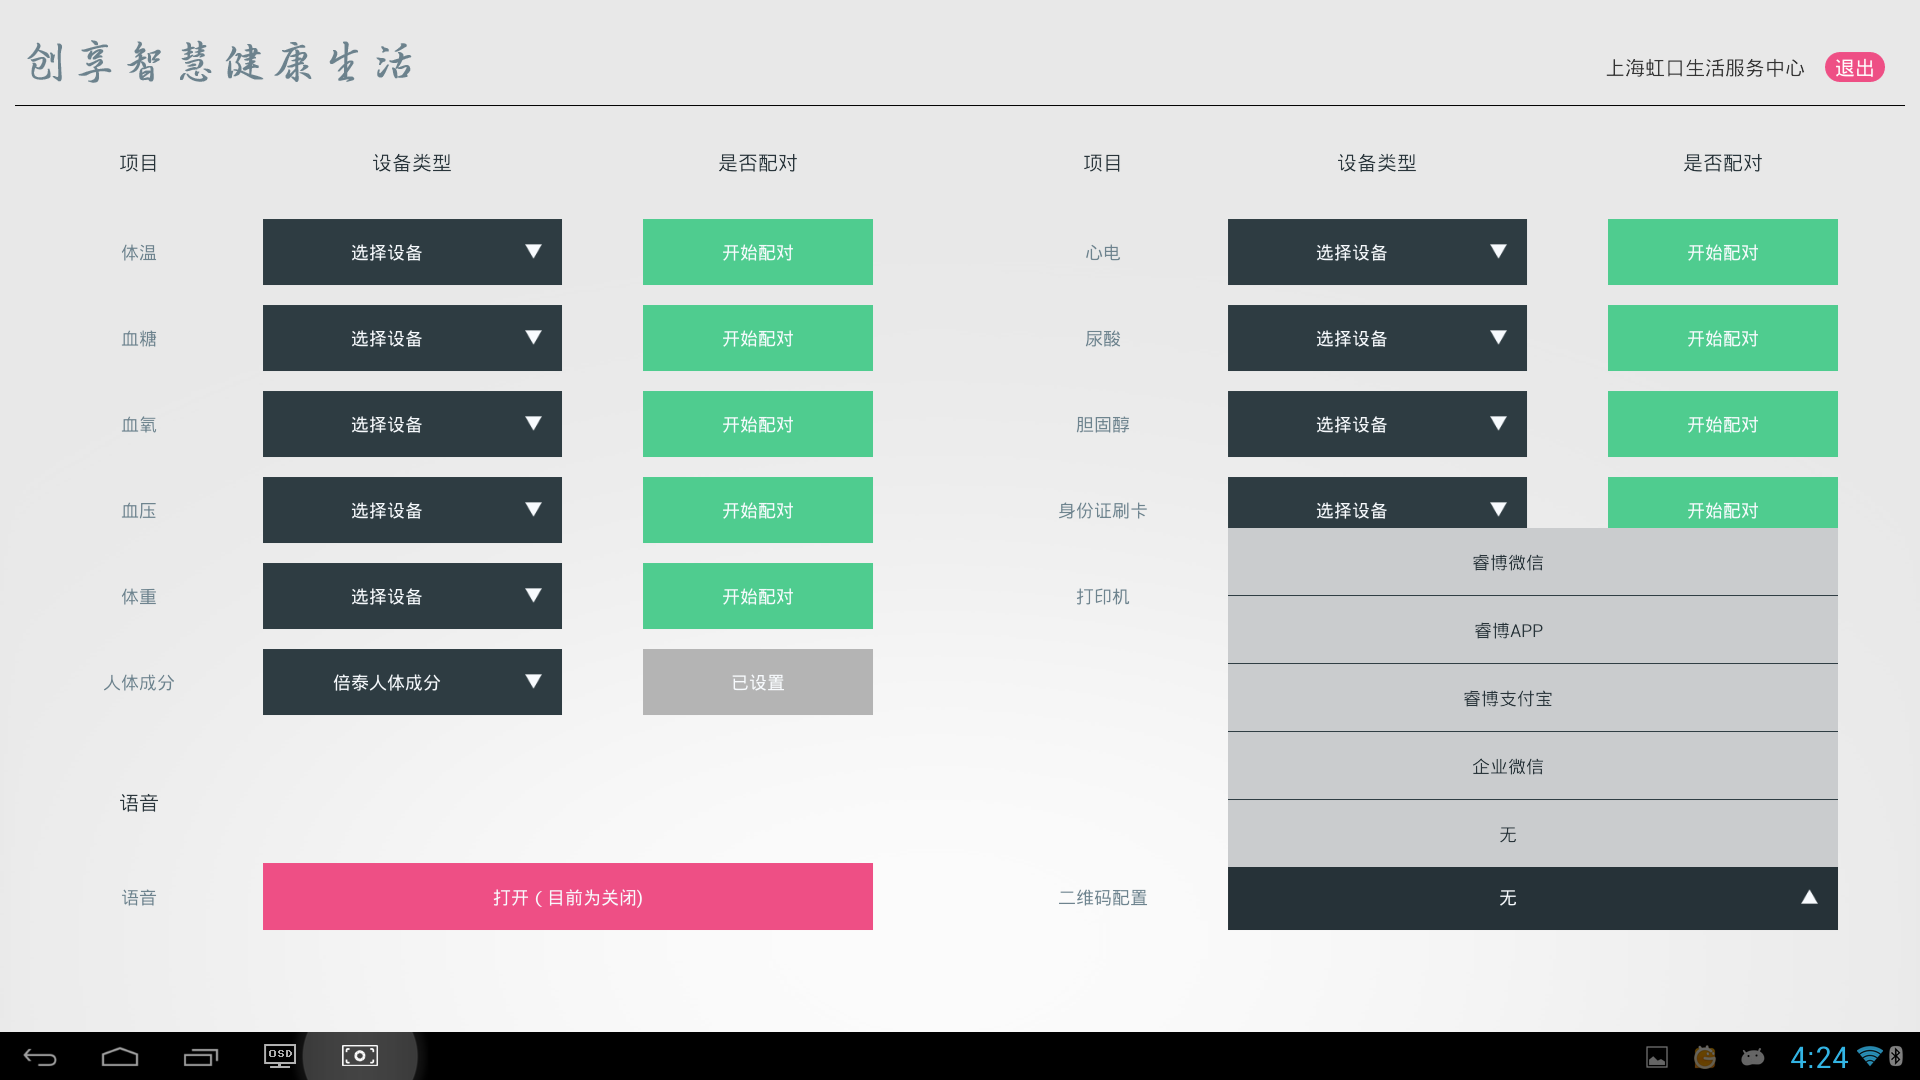 创享智慧健康生活
上海虹口生活服务中心 退出
项目 设备类型 是否配对 项目 设备类型 是否配对
体温 选择设备 开始配对 心电 选择设备 开始配对
血糖 选择设备 开始配对 尿酸 选择设备 开始配对
血氧 选择设备 开始配对 胆固醇 选择设备 开始配对
血压 选择设备 开始配对 身份证刷卡 选择设备 开始配对
睿博微信
体重 选择设备 开始配对 打印机
睿博APP
人体成分 倍泰人体成分 已设置
睿博支付宝
企业微信
语音
无
语音 打开（目前为关闭) 二维码配置 无
OSD
4:24